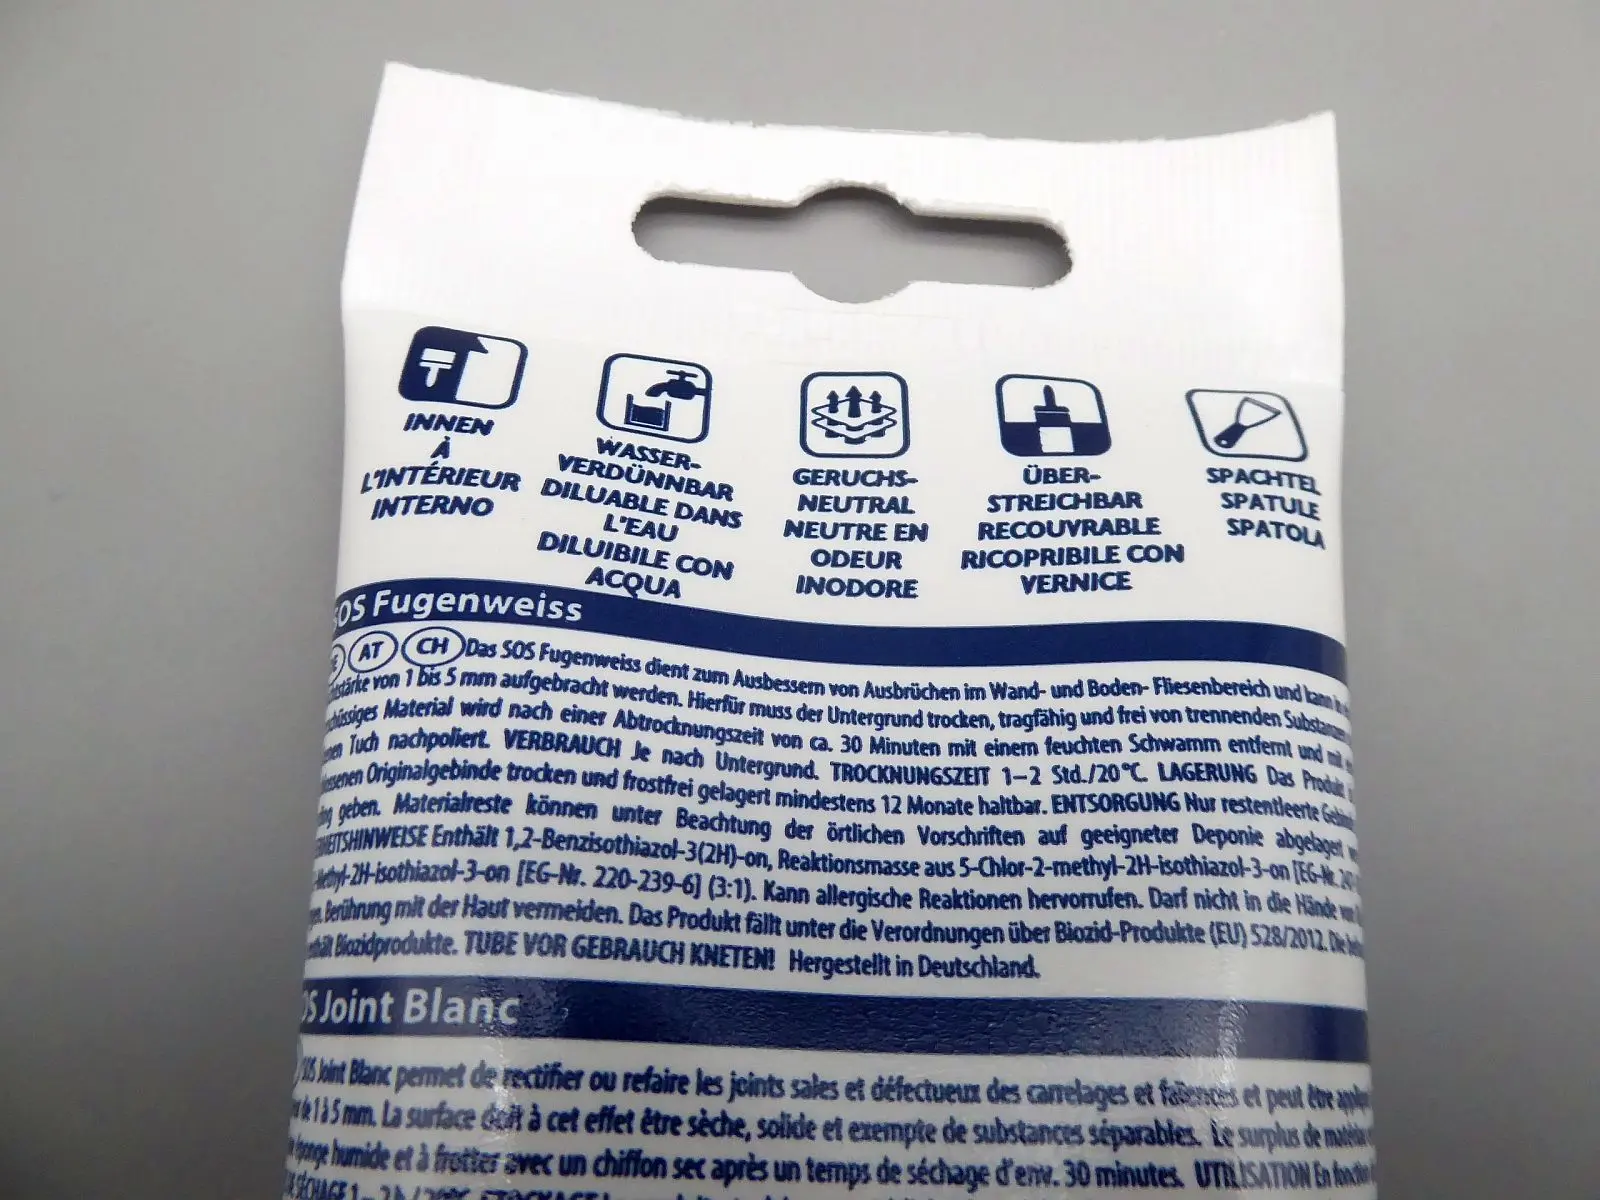 INNEN
À
L'INTÉRIEUR
INTERNO
WASSER-
VERDÜNNBAR
DILUABLE DANS
L'EAU
DILUIBILE CON
ACQUA
GERUCHS-
NEUTRAL
NEUTRE EN
ODEUR
INODORE
ÜBER-
STREICHBAR
RECOUVRABLE
RICOPRIBILE CON
VERNICE
SPACHTEL
SPATULE
SPATOLA
SOS Fugenweiss
AT CH Das SOS Fugenweiss dient zum Ausbessern von Ausbrüchen im Wand- und Boden- Fliesenbereich und kann in
von 1 bis 5 mm aufgebracht werden. Hierfür muss der Untergrund trocken, tragfähig und frei von trennenden
Material wird nach einer Abtrocknungszeit von ca. 30 Minuten mit einem feuchten Schwamm entfernt und mit
Tuch nachpoliert. VERBRAUCH Je nach Untergrund. TROCKNUNGSZEIT 1–2 Std./20°C. LAGERUNG Das Produkt
Originalgebinde trocken und frostfrei gelagert mindestens 12 Monate haltbar. ENTSORGUNG Nur restentleerte
geben. Materialreste können unter Beachtung der örtlichen Vorschriften auf geeigneter Deponie abgelagert
Enthält 1,2-Benzisothiazol-3(2H)-on, Reaktionsmasse aus 5-Chlor-2-methyl-2H-isothiazol-3-on [EG-Nr.
-Methyl-2H-isothiazol-3-on [EG-Nr. 220-239-6] (3:1). Kann allergische Reaktionen hervorrufen. Darf nicht in die Hände
Berührung mit der Haut vermeiden. Das Produkt fällt unter die Verordnungen über Biozid-Produkte (EU) 528/2012. Die
Biozidprodukte. TUBE VOR GEBRAUCH KNETEN! Hergestellt in Deutschland.
SOS Joint Blanc
SOS Joint Blanc permet de rectifier ou refaire les joints sales et défectueux des carrelages et faïences et peut être
de 1 à 5 mm. La surface doit à cet effet être sèche, solide et exempte de substances séparables. Le surplus de
éponge humide et à frotter avec un chiffon sec après un temps de séchage d'env. 30 minutes. UTILISATION En fonction